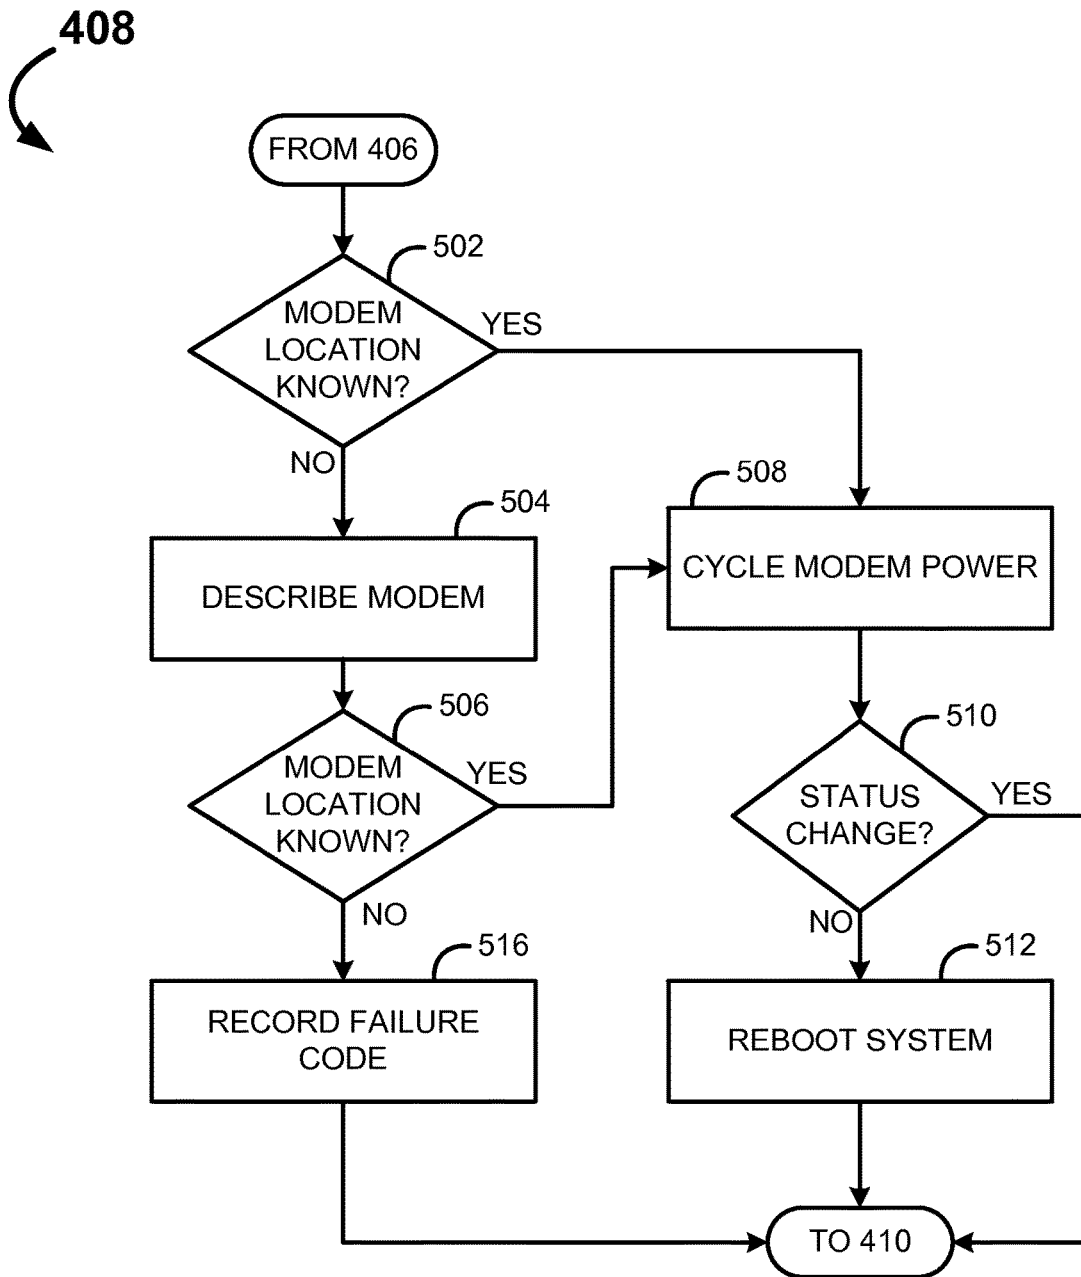 408
FROM 406
502
MODEM
LOCATION
KNOWN?
YES
NO
504
DESCRIBE MODEM
508
CYCLE MODEM POWER
506
MODEM
LOCATION
KNOWN?
YES
NO
510
STATUS
CHANGE?
YES
NO
516
RECORD FAILURE
CODE
512
REBOOT SYSTEM
TO 410